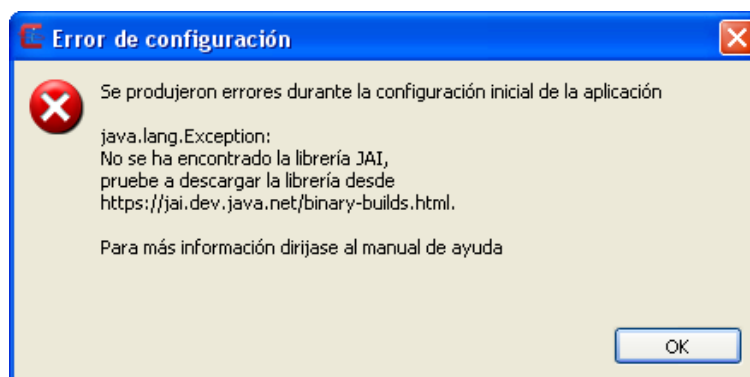 Error de configuración
Se produjeron errores durante la configuración inicial de la aplicación
java.lang.Exception:
No se ha encontrado la librería JAI,
pruebe a descargar la librería desde
https://jai.dev.java.net/binary-builds.html.
Para más información dirijase al manual de ayuda
OK